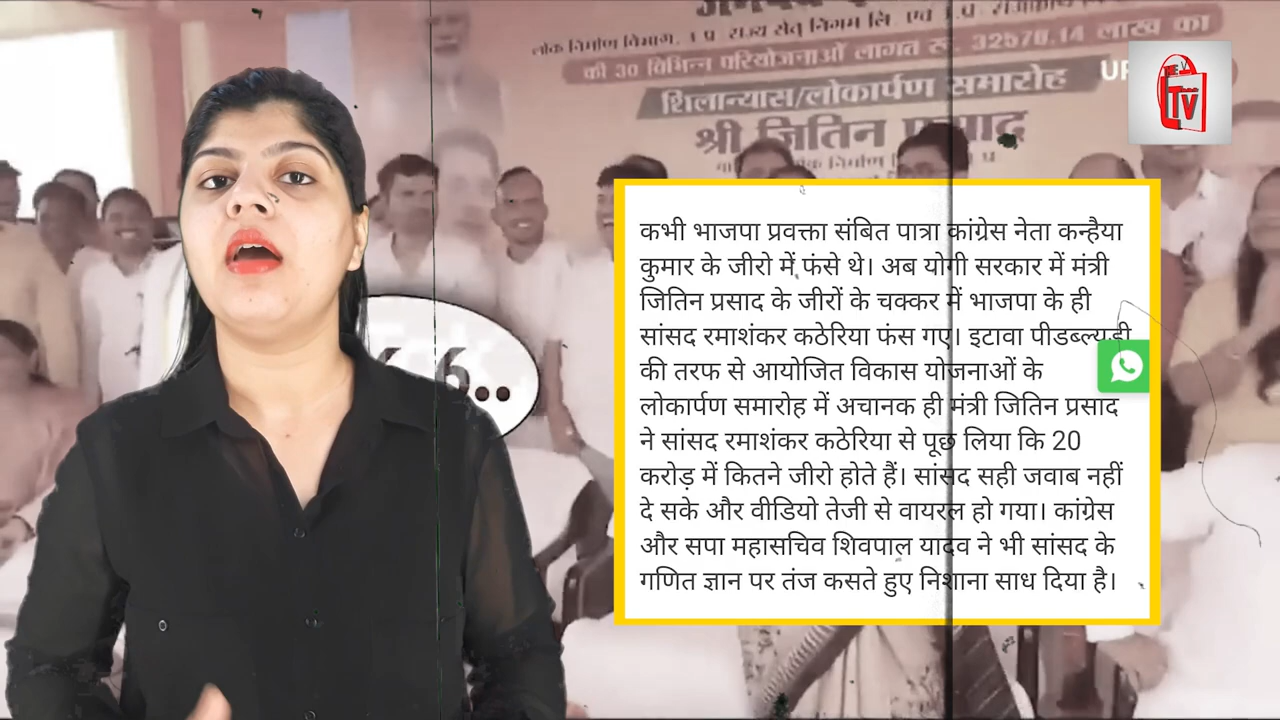 लोक निर्माण विभाग,
राज्य सेतु निगम लि. एवं
की 30 विभिन्न परियोजनाओं लागत रू. 32578.14 लाख का
शिलान्यास/लोकार्पण समारोह
श्री जितिन प्रसाद
UP
TV
कभी भाजपा प्रवक्ता संबित पात्रा कांग्रेस नेता कन्हैया
कुमार के जीरो में फंसे थे। अब योगी सरकार में मंत्री
जितिन प्रसाद के जीरों के चक्कर में भाजपा के ही
सांसद रमाशंकर कठेरिया फंस गए। इटावा पीडब्ल्यूडी
की तरफ से आयोजित विकास योजनाओं के
लोकार्पण समारोह में अचानक ही मंत्री जितिन प्रसाद
ने सांसद रमाशंकर कठेरिया से पूछ लिया कि 20
करोड़ में कितने जीरो होते हैं। सांसद सही जवाब नहीं
दे सके और वीडियो तेजी से वायरल हो गया। कांग्रेस
और सपा महासचिव शिवपाल यादव ने भी सांसद के
गणित ज्ञान पर तंज कसते हुए निशाना साध दिया है।
6..